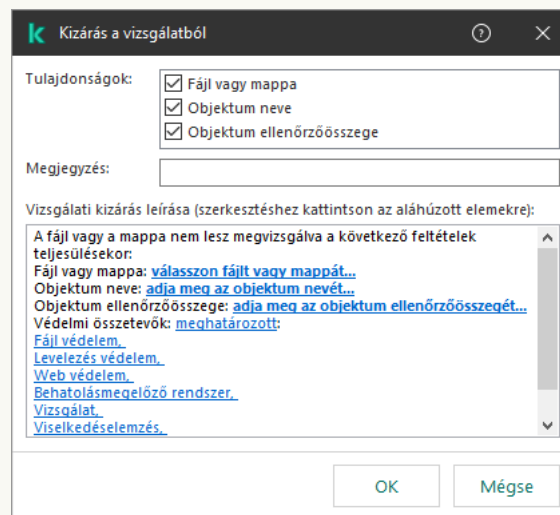 Kizárás a vizsgálatból
Tulajdonságok:
Fájl vagy mappa
Objektum neve
Objektum ellenőrzőösszege
Megjegyzés:
Vizsgálati kizárás leírása (szerkesztéshez kattintson az aláhúzott elemekre):
A fájl vagy a mappa nem lesz megvizsgálva a következő feltételek
teljesülésekor:
Fájl vagy mappa: válasszon fájlt vagy mappát...
Objektum neve: adja meg az objektum nevét...
Objektum ellenőrzőösszege: adja meg az objektum ellenőrzőösszegét...
Védelmi összetevők: meghatározott:
Fájl védelem,
Levelezés védelem,
Web védelem,
Behatolásmegelőző rendszer,
Vizsgálat,
Viselkedéselemzés,
OK Mégse